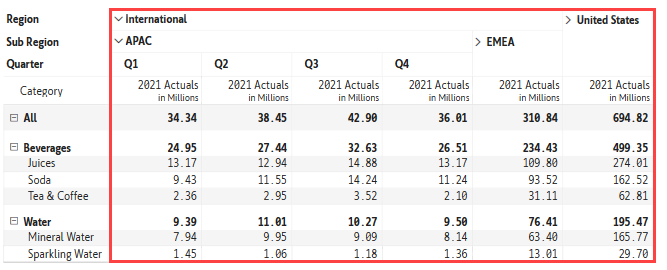 Region International United States
Sub Region APAC EMEA
Quarter Q1 Q2 Q3 Q4
Category 2021 Actuals 2021 Actuals 2021 Actuals 2021 Actuals 2021 Actuals 2021 Actuals
in Millions in Millions in Millions in Millions in Millions in Millions
All 34.34 38.45 42.90 36.01 310.84 694.82
Beverages 24.95 27.44 32.63 26.51 234.43 499.35
Juices 13.17 12.94 14.88 13.17 109.80 274.01
Soda 9.43 11.55 14.24 11.24 93.52 162.52
Tea & Coffee 2.36 2.95 3.52 2.10 31.11 62.81
Water 9.39 11.01 10.27 9.50 76.41 195.47
Mineral Water 7.94 9.95 9.09 8.14 63.40 165.77
Sparkling Water 1.45 1.06 1.18 1.36 13.01 29.70